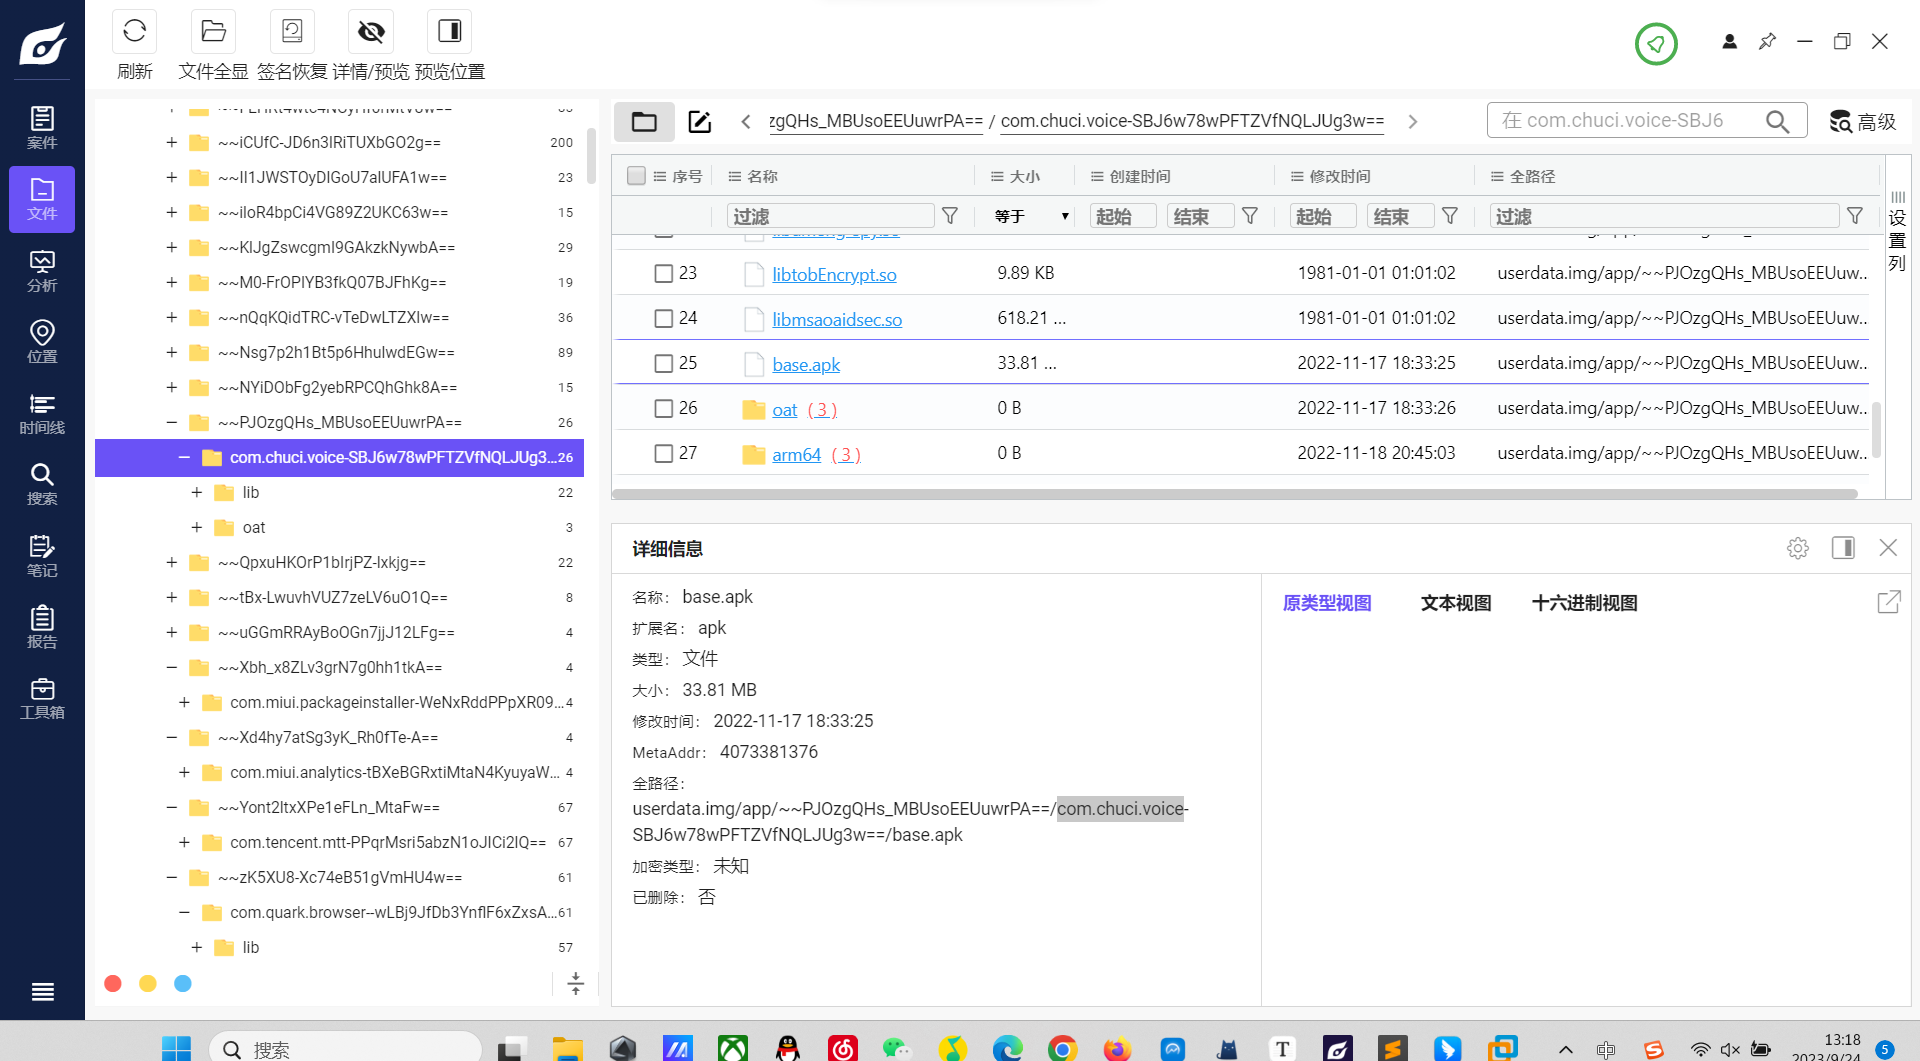 刷新
文件全显
签名恢复
详情/预览
预览位置
案件
文件
分析
位置
时间线
搜索
笔记
报告
工具箱
~~iCUfC-JD6n3IRiTUXbGO2g== 200
~~II1JWSTOyDIGoU7aIUFA1w== 23
~~iloR4bpCi4VG89Z2UKC63w== 15
~~KlJgZswcgmI9GAkzkNywbA== 29
~~M0-FrOPIYB3fkQ07BJFhKg== 19
~~nQqKQidTRC-vTeDwLTZXIw== 36
~~Nsg7p2h1Bt5p6HhuIwdEGw== 89
~~NYiDObFg2yebRPCQhGhk8A== 15
~~PJOzgQHs_MBUsoEEUuwrPA== 26
com.chuci.voice-SBJ6w78wPFTZVfNQLJUg3... 26
lib 22
oat 3
~~QpxuHKOrP1bIrjPZ-Ixkjg== 22
~~tBx-LwuvhVUZ7zeLV6uO1Q== 8
~~uGGmRRAyBoOGn7jjJ12LFg== 4
~~Xbh_x8ZLv3grN7g0hh1tkA== 4
com.miui.packageinstaller-WeNxRddPPpXR09... 4
~~Xd4hy7atSg3yK_Rh0fTe-A== 4
com.miui.analytics-tBXeBGRxtiMtaN4KyuyaW... 4
~~Yont2ItxXPe1eFLn_MtaFw== 67
com.tencent.mtt-PPqrMsri5abzN1oJICi2IQ== 67
~~zK5XU8-Xc74eB51gVmHU4w== 61
com.quark.browser--wLBj9JfDb3YnflF6xZxsA... 61
lib 57
zgQHs_MBUsoEEUuwrPA== / com.chuci.voice-SBJ6w78wPFTZVfNQLJUg3w==
在 com.chuci.voice-SBJ6
高级
序号 名称 大小 创建时间 修改时间 全路径
过滤 等于 起始 结束 起始 结束 过滤
设置列
23 libtobEncrypt.so 9.89 KB 1981-01-01 01:01:02 userdata.img/app/~~PJOzgQHs_MBUsoEEUuw..
24 libmsaoaidsec.so 618.21 ... 1981-01-01 01:01:02 userdata.img/app/~~PJOzgQHs_MBUsoEEUuw..
25 base.apk 33.81 ... 2022-11-17 18:33:25 userdata.img/app/~~PJOzgQHs_MBUsoEEUuw..
26 oat ( 3 ) 0 B 2022-11-17 18:33:26 userdata.img/app/~~PJOzgQHs_MBUsoEEUuw..
27 arm64 ( 3 ) 0 B 2022-11-18 20:45:03 userdata.img/app/~~PJOzgQHs_MBUsoEEUuw..
详细信息
名称: base.apk
扩展名: apk
类型: 文件
大小: 33.81 MB
修改时间: 2022-11-17 18:33:25
MetaAddr: 4073381376
全路径:
userdata.img/app/~~PJOzgQHs_MBUsoEEUuwrPA==/com.chuci.voice-
SBJ6w78wPFTZVfNQLJUg3w==/base.apk
加密类型: 未知
已删除: 否
原类型视图 文本视图 十六进制视图
搜索
中
13:18
2023/9/24
5